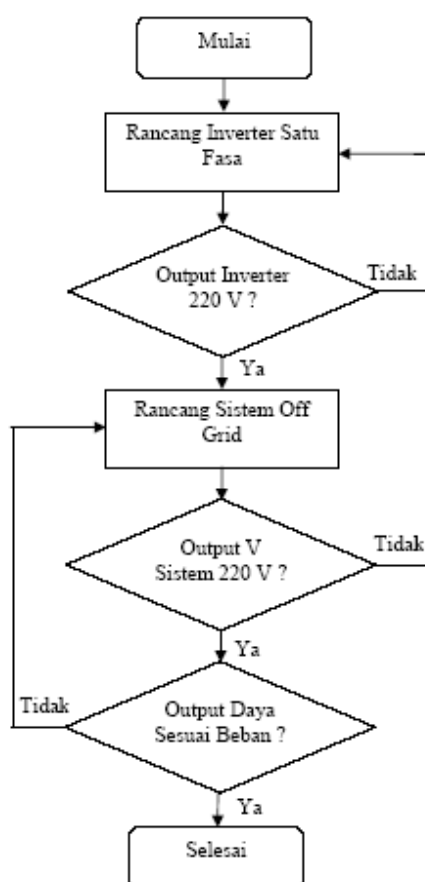 Mulai
Rancang Inverter Satu
Fasa
Output Inverter
220 V ?
Tidak
Ya
Rancang Sistem Off
Grid
Output V
Sistem 220 V ?
Tidak
Ya
Tidak
Output Daya
Sesuai Beban ?
Ya
Selesai